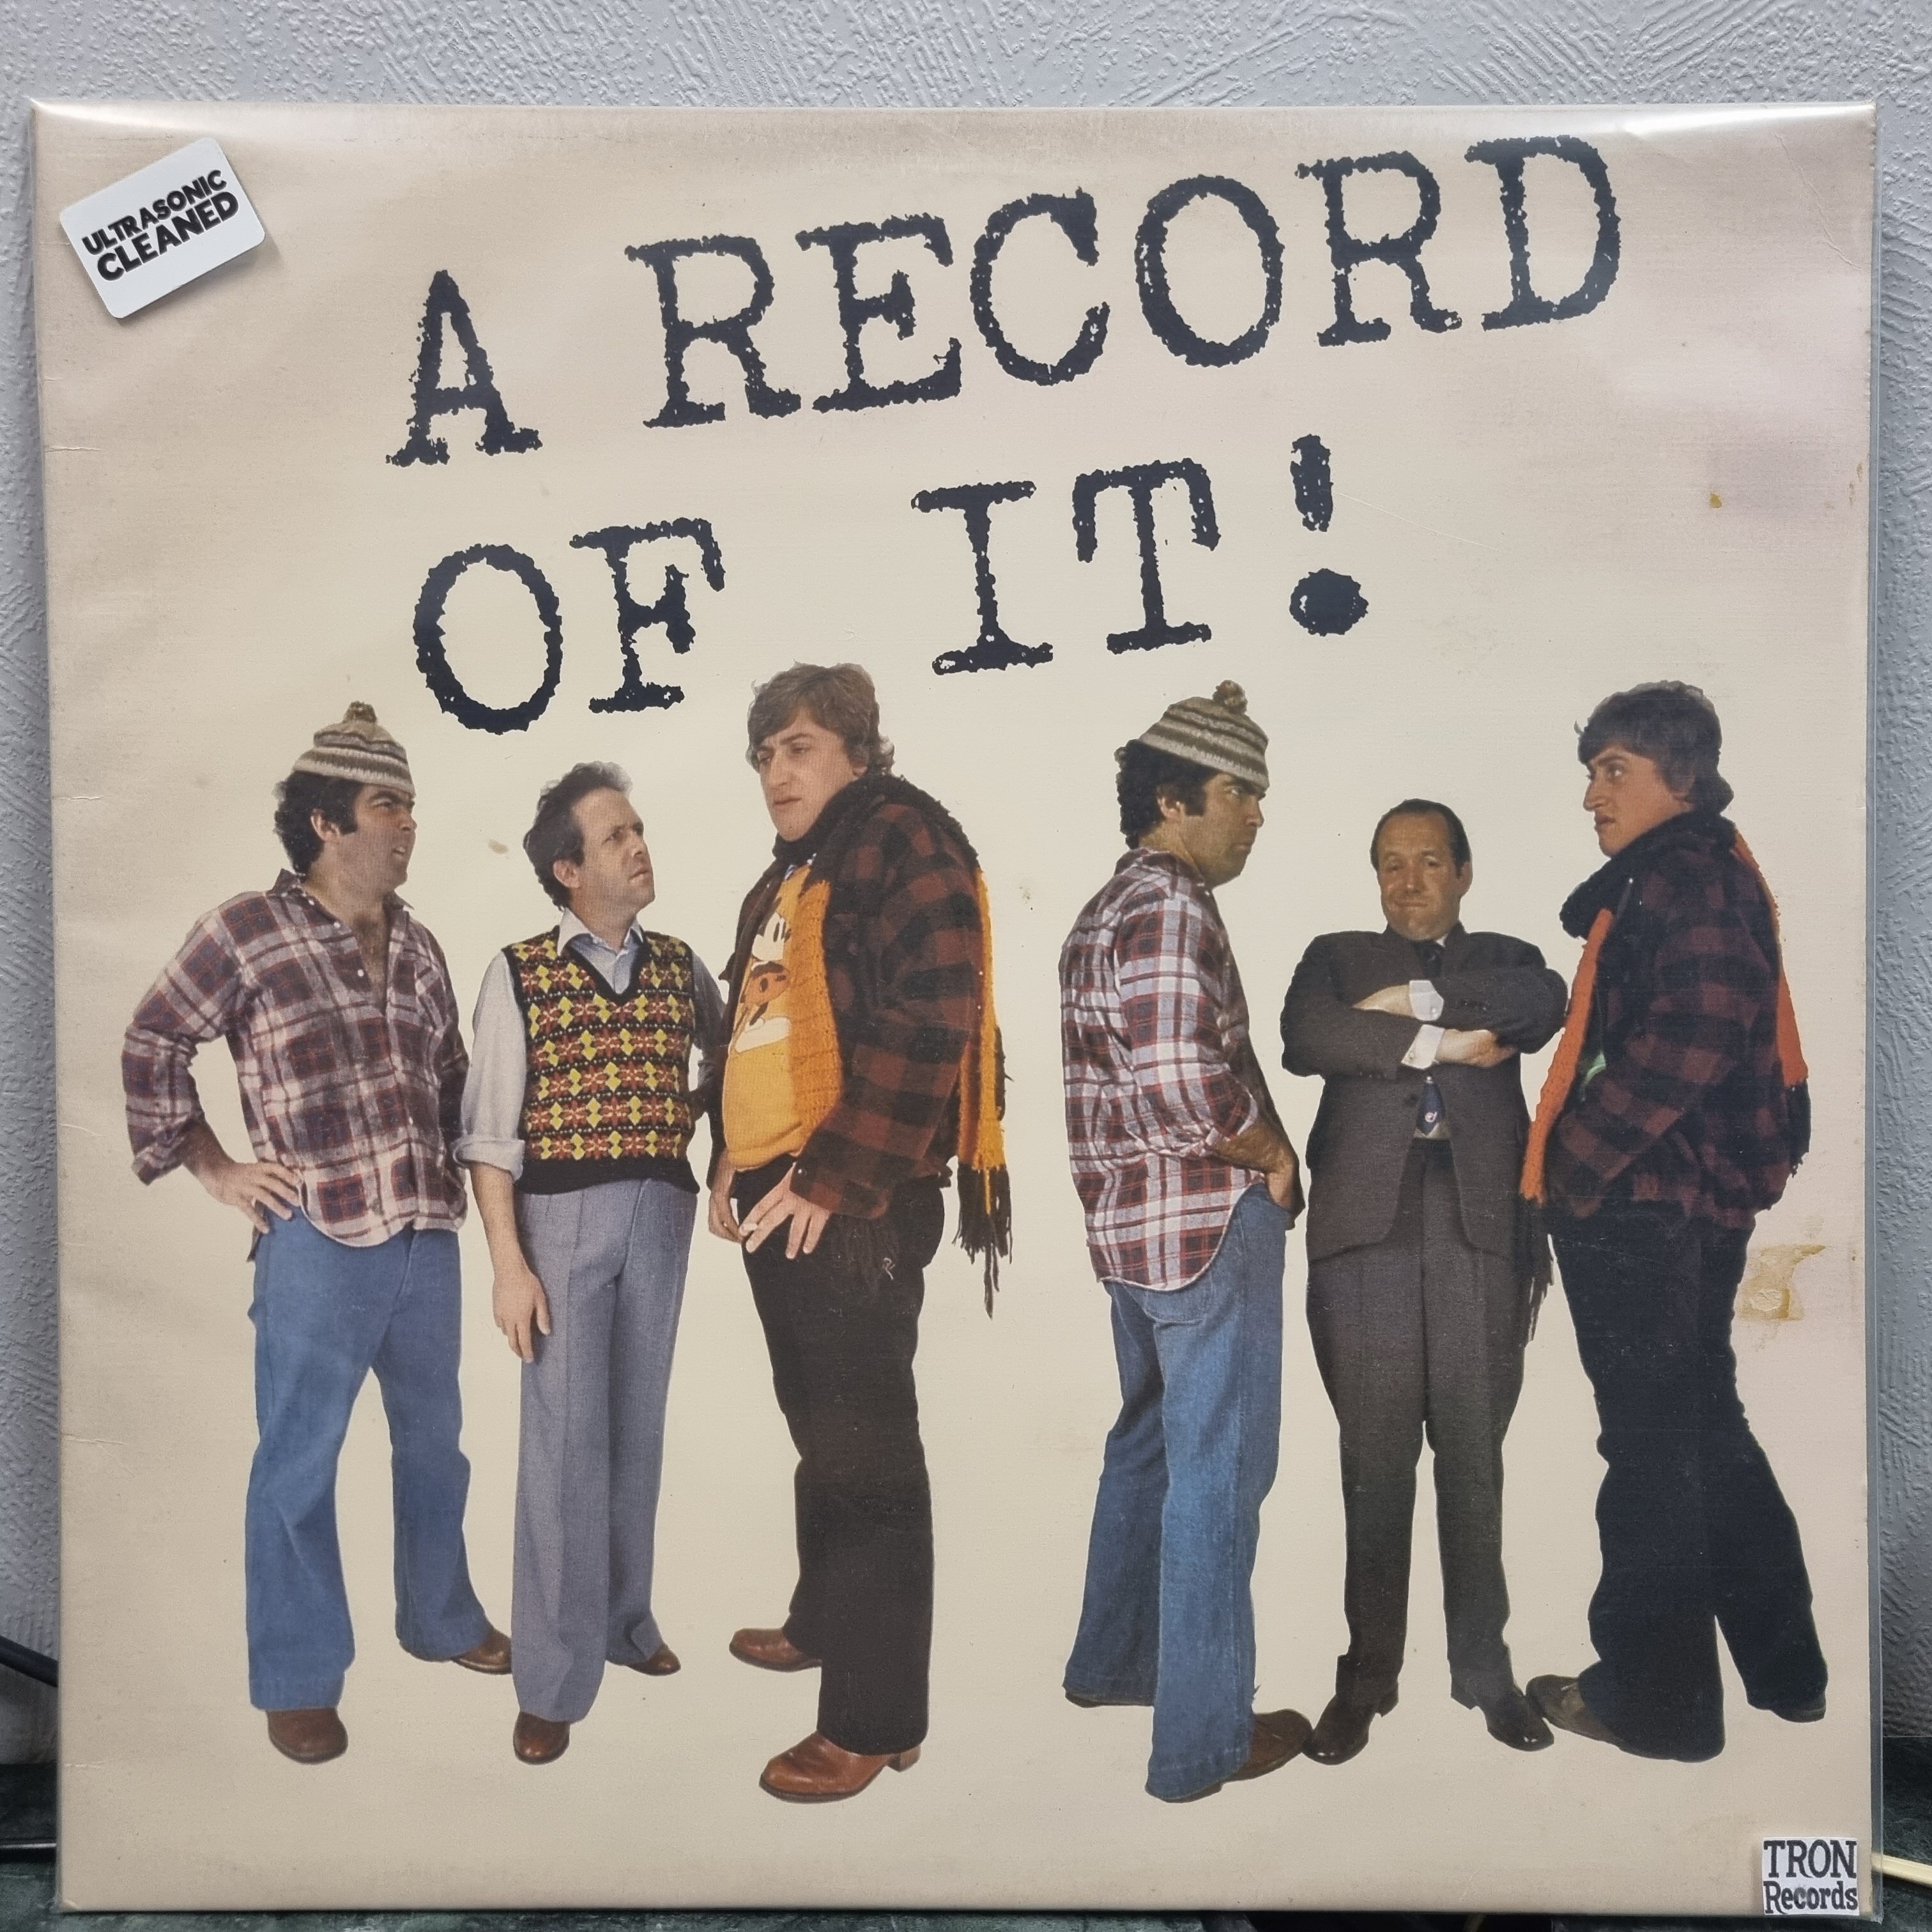 ULTRASONIC
CLEANED
A RECORD
OF IT!
TRON
Records